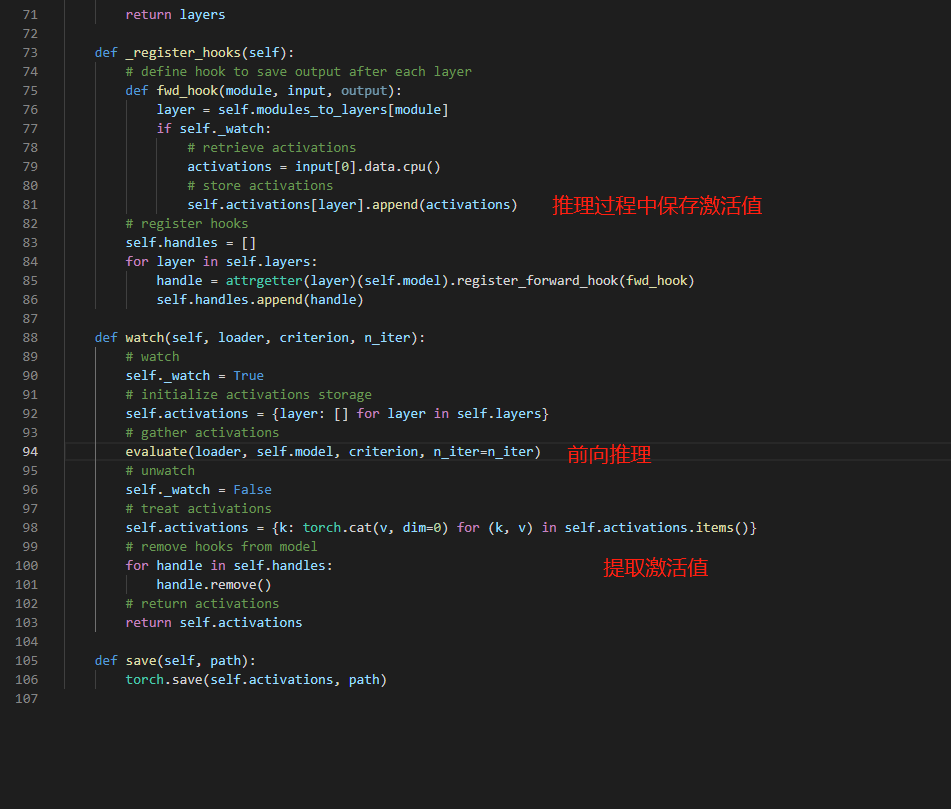 71 return layers
72
73 def _register_hooks(self):
74 # define hook to save output after each layer
75 def fwd_hook(module, input, output):
76 layer = self.modules_to_layers[module]
77 if self._watch:
78 # retrieve activations
79 activations = input[0].data.cpu()
80 # store activations
81 self.activations[layer].append(activations) 推理过程中保存激活值
82 # register hooks
83 self.handles = []
84 for layer in self.layers:
85 handle = attrgetter(layer)(self.model).register_forward_hook(fwd_hook)
86 self.handles.append(handle)
87
88 def watch(self, loader, criterion, n_iter):
89 # watch
90 self._watch = True
91 # initialize activations storage
92 self.activations = {layer: [] for layer in self.layers}
93 # gather activations
94 evaluate(loader, self.model, criterion, n_iter=n_iter) 前向推理
95 # unwatch
96 self._watch = False
97 # treat activations
98 self.activations = {k: torch.cat(v, dim=0) for (k, v) in self.activations.items()}
99 # remove hooks from model
100 for handle in self.handles: 提取激活值
101 handle.remove()
102 # return activations
103 return self.activations
104
105 def save(self, path):
106 torch.save(self.activations, path)
107